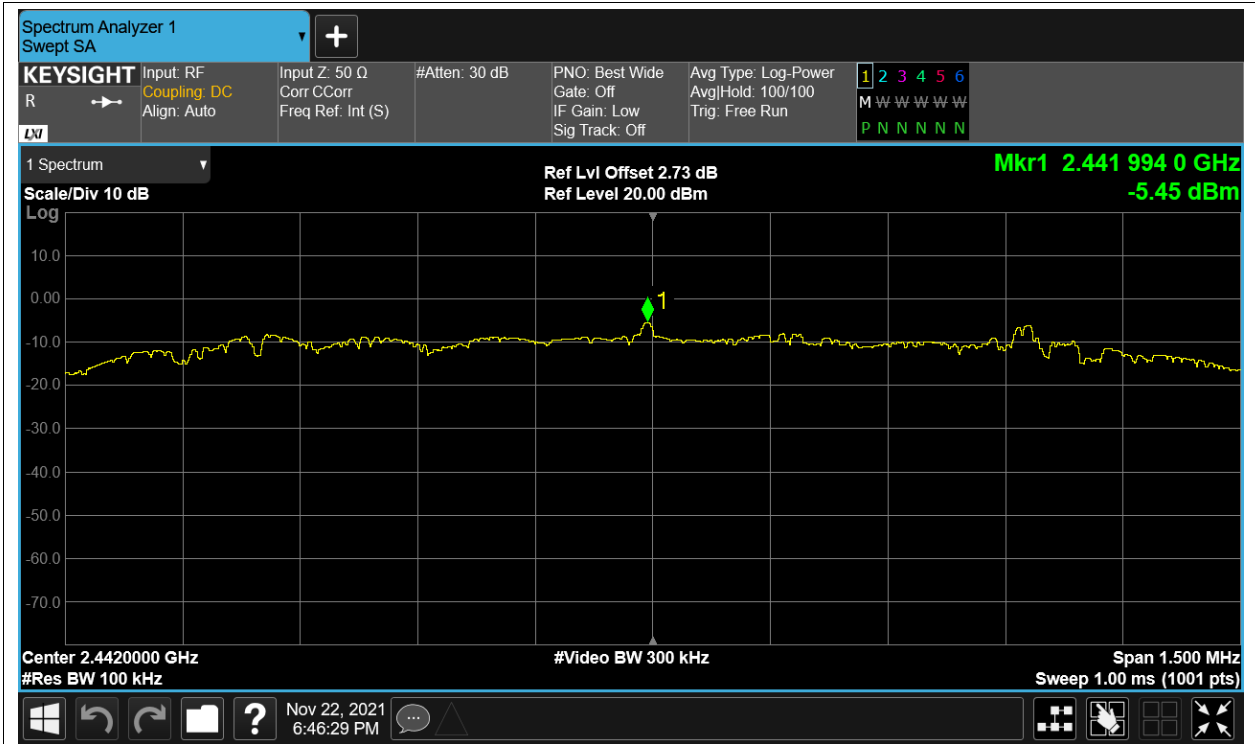 Spectrum Analyzer 1
Swept SA
KEYSIGHT
R
LXI
Input: RF
Coupling: DC
Align: Auto
Input Z: 50 Ω
Corr CCorr
Freq Ref: Int (S)
#Atten: 30 dB
PNO: Best Wide
Gate: Off
IF Gain: Low
Sig Track: Off
Avg Type: Log-Power
Avg|Hold: 100/100
Trig: Free Run
1 2 3 4 5 6
M W W W W W
P N N N N N
1 Spectrum
Scale/Div 10 dB
Log
Ref Lvl Offset 2.73 dB
Ref Level 20.00 dBm
Mkr1 2.441 994 0 GHz
-5.45 dBm
10.0
0.00
1
-10.0
-20.0
-30.0
-40.0
-50.0
-60.0
-70.0
Center 2.4420000 GHz
#Video BW 300 kHz
Span 1.500 MHz
#Res BW 100 kHz
Sweep 1.00 ms (1001 pts)
?
Nov 22, 2021
6:46:29 PM